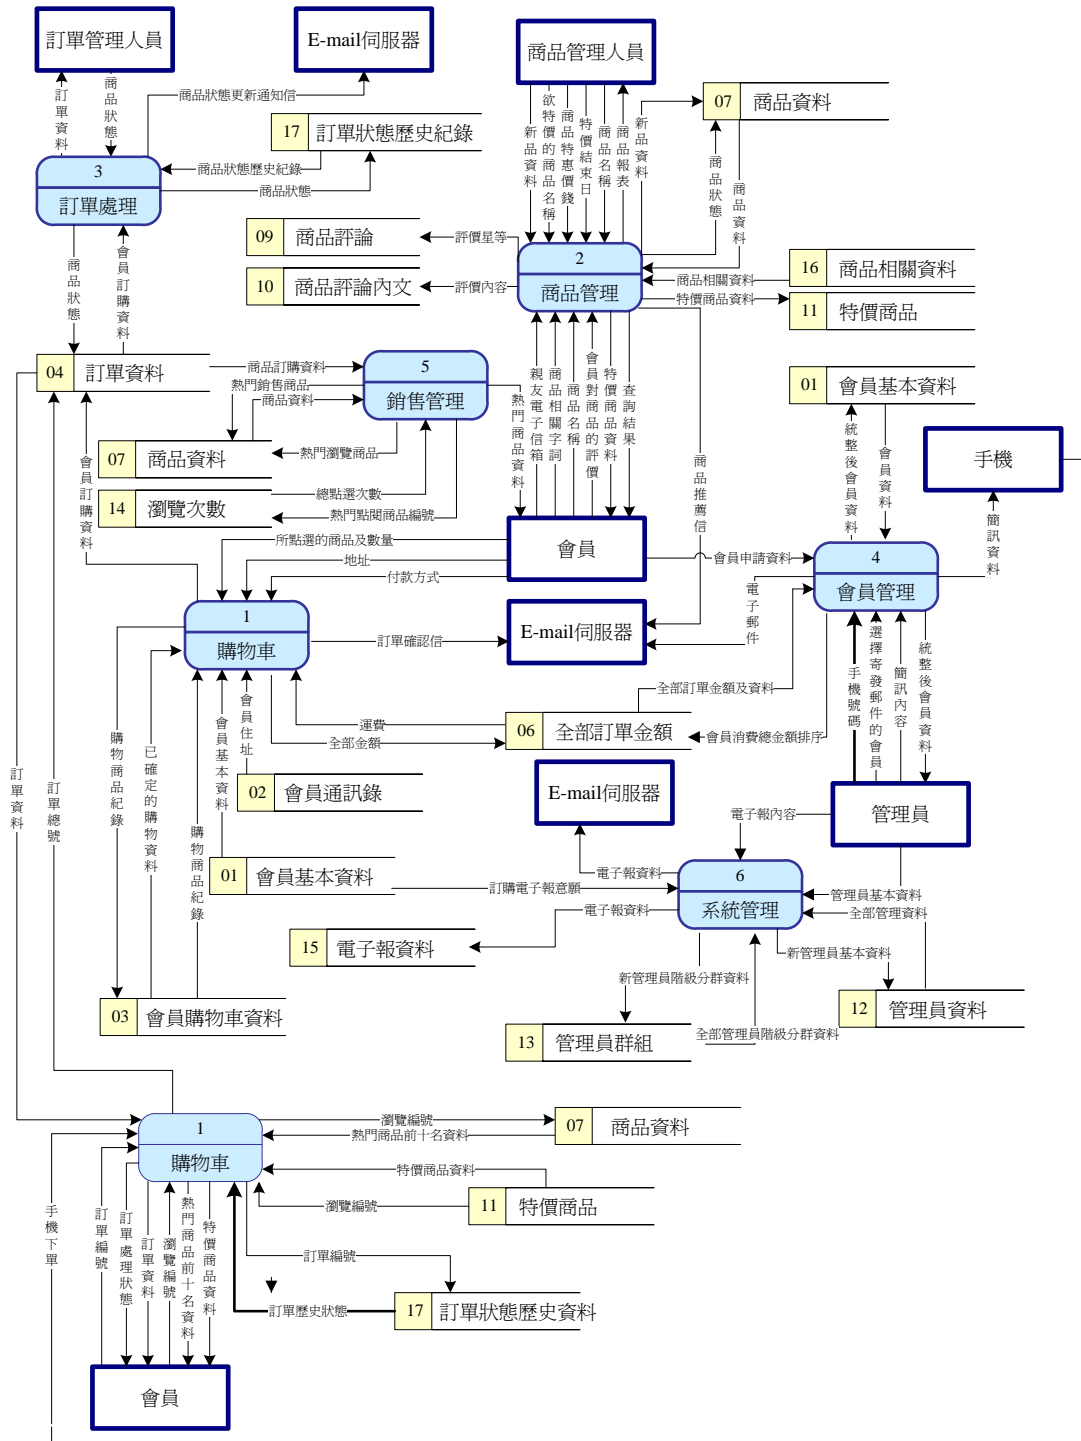 訂單管理人員
E-mail伺服器
商品管理人員
訂單資料
商品狀態
商品狀態更新通知信
07 商品資料
17 訂單狀態歷史紀錄
新品資料
欲特價的商品名稱
商品特惠價錢
特價結束日
商品名稱
商品報表
新品資料
商品狀態
商品資料
商品狀態歷史紀錄
商品狀態
3
訂單處理
09 商品評論
評價星等
10 商品評論內文
評價內容
2
商品管理
商品相關資料
16 商品相關資料
特價商品資料
11 特價商品
商品狀態
會員訂購資料
04 訂單資料
商品訂購資料
熱門銷售商品
商品資料
5
銷售管理
熱門商品資料
親友電子信箱
商品相關字詞
商品名稱
會員對商品的評價
特價商品資料
查詢結果
商品推薦信
01 會員基本資料
統整後會員資料
會員資料
手機
簡訊資料
07 商品資料
熱門瀏覽商品
14 瀏覽次數
總點選次數
熱門點閱商品編號
會員訂購資料
所點選的商品及數量
地址
付款方式
會員
會員申請資料
4
會員管理
電子郵件
1
購物車
訂單確認信
E-mail伺服器
手機號碼
選擇寄發郵件的會員
簡訊內容
統整後會員資料
全部訂單金額及資料
運費
全部金額
06 全部訂單金額
會員消費總金額排序
購物商品紀錄
已確定的購物資料
購物商品紀錄
會員基本資料
會員住址
02 會員通訊錄
E-mail伺服器
管理員
電子報內容
訂單資料
訂單總號
01 會員基本資料
訂購電子報意願
電子報資料
6
系統管理
管理員基本資料
全部管理資料
電子報資料
15 電子報資料
新管理員基本資料
新管理員階級分群資料
03 會員購物車資料
13 管理員群組
全部管理員階級分群資料
12 管理員資料
1
購物車
瀏覽編號
熱門商品前十名資料
07 商品資料
特價商品資料
瀏覽編號
11 特價商品
手機下單
訂單編號
訂單處理狀態
訂單資料
瀏覽編號
熱門商品前十名資料
特價商品資料
訂單編號
訂單歷史狀態
17 訂單狀態歷史資料
會員